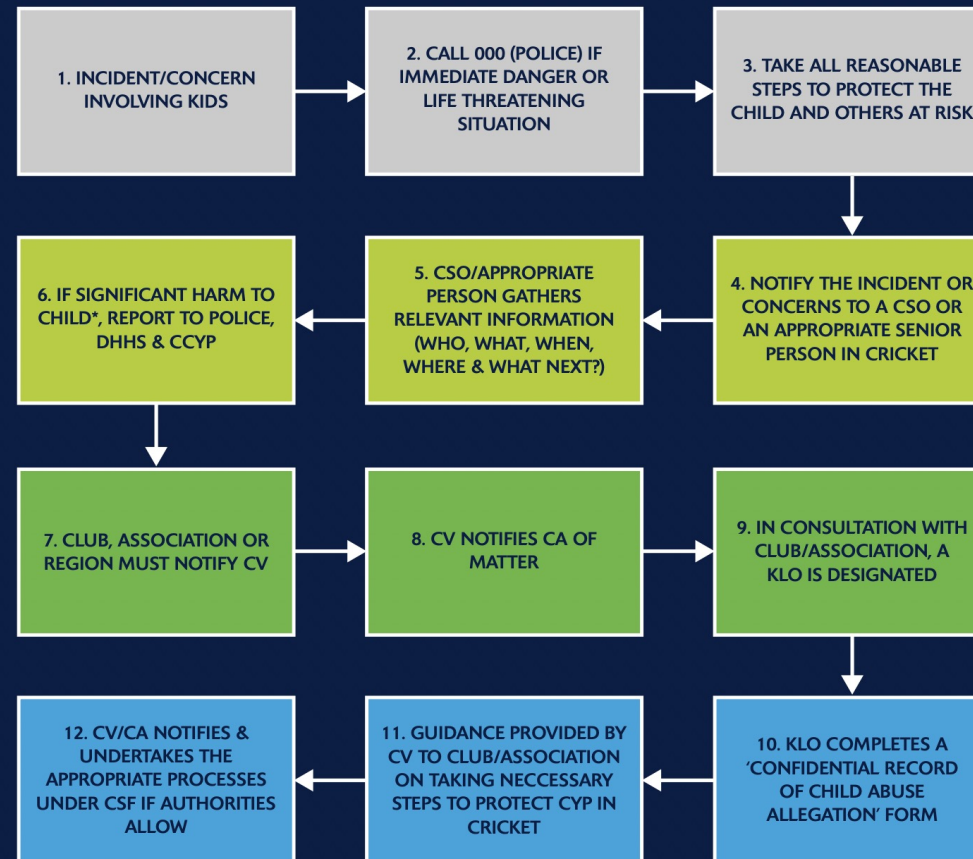 1. INCIDENT/CONCERN
INVOLVING KIDS
2. CALL 000 (POLICE) IF
IMMEDIATE DANGER OR
LIFE THREATENING
SITUATION
3. TAKE ALL REASONABLE
STEPS TO PROTECT THE
CHILD AND OTHERS AT RISK
4. NOTIFY THE INCIDENT OR
CONCERNS TO A CSO OR
AN APPROPRIATE SENIOR
PERSON IN CRICKET
5. CSO/APPROPRIATE
PERSON GATHERS
RELEVANT INFORMATION
(WHO, WHAT, WHEN,
WHERE & WHAT NEXT?)
6. IF SIGNIFICANT HARM TO
CHILD*, REPORT TO POLICE,
DHHS & CCYP
7. CLUB, ASSOCIATION OR
REGION MUST NOTIFY CV
8. CV NOTIFIES CA OF
MATTER
9. IN CONSULTATION WITH
CLUB/ASSOCIATION, A
KLO IS DESIGNATED
10. KLO COMPLETES A
‘CONFIDENTIAL RECORD
OF CHILD ABUSE
ALLEGATION’ FORM
11. GUIDANCE PROVIDED BY
CV TO CLUB/ASSOCIATION
ON TAKING NECCESSARY
STEPS TO PROTECT CYP IN
CRICKET
12. CV/CA NOTIFIES &
UNDERTAKES THE
APPROPRIATE PROCESSES
UNDER CSF IF AUTHORITIES
ALLOW